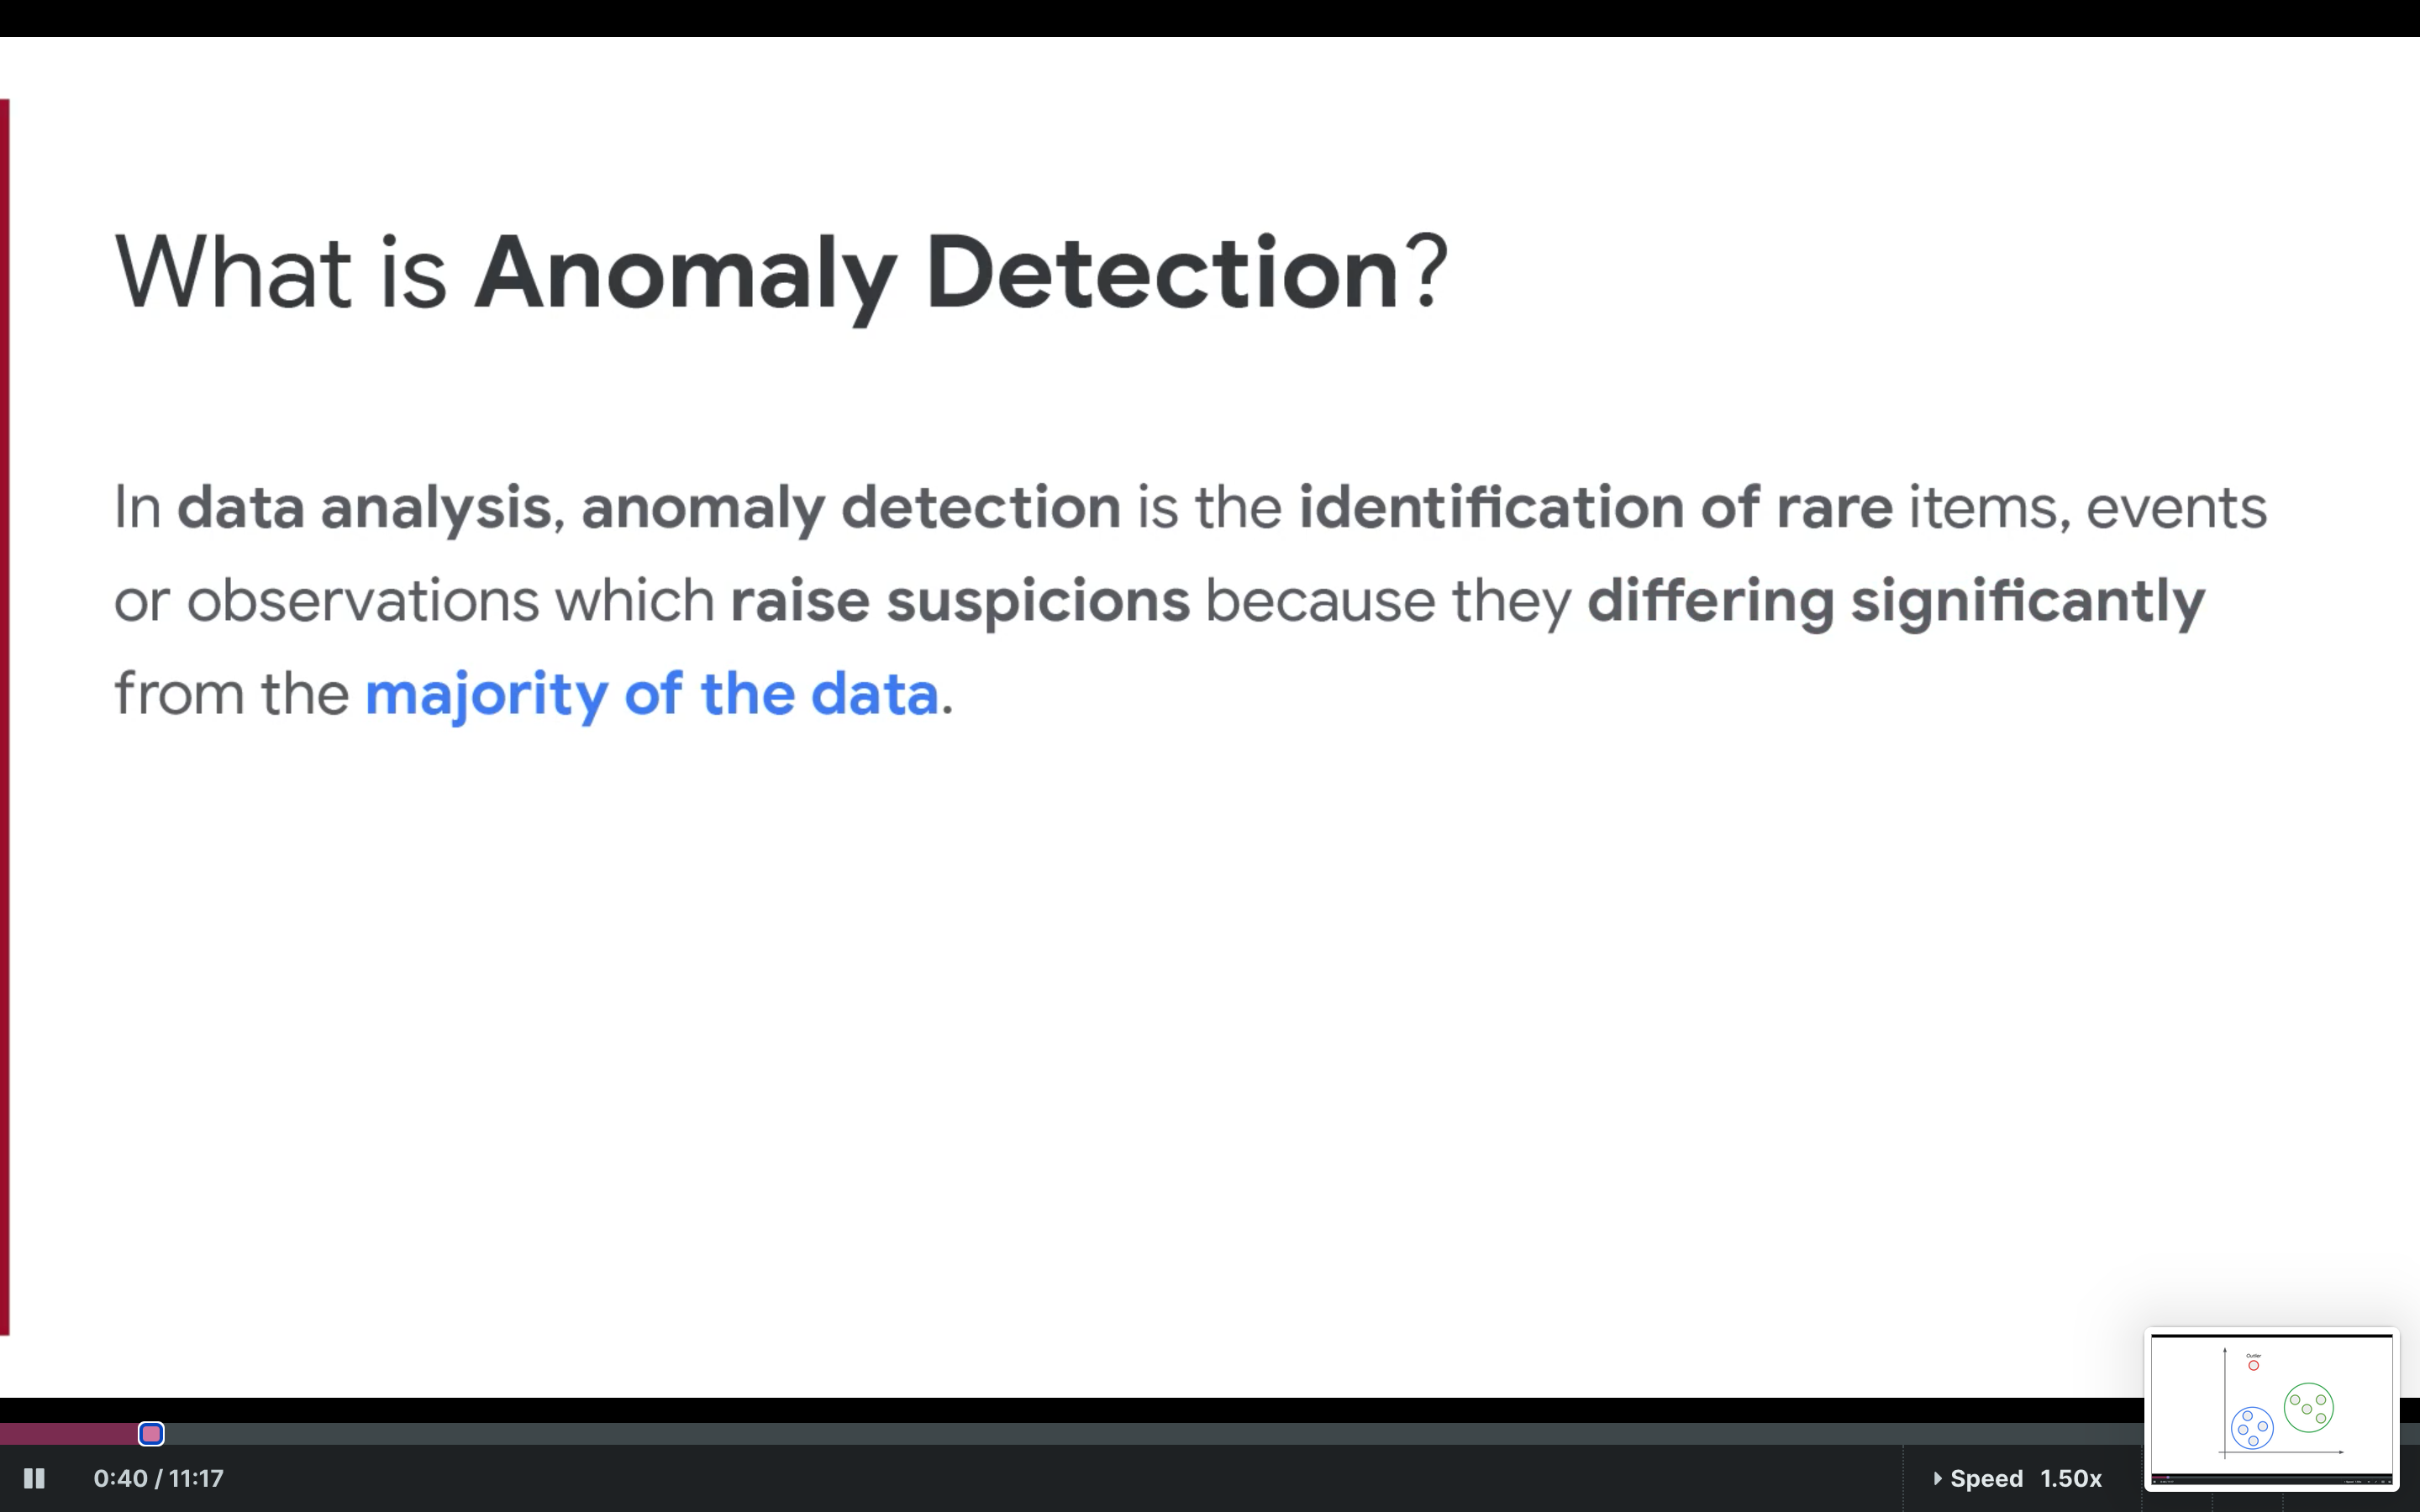 What is Anomaly Detection?
In data analysis, anomaly detection is the identification of rare items, events
or observations which raise suspicions because they differing significantly
from the majority of the data.
Outlier
0:40 / 11:17
Speed 1.50x